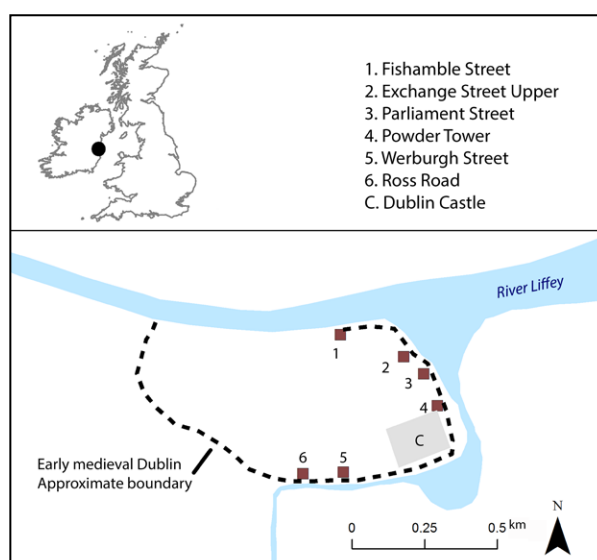 1. Fishamble Street
2. Exchange Street Upper
3. Parliament Street
4. Powder Tower
5. Werburgh Street
6. Ross Road
C. Dublin Castle
River Liffey
1
2
3
4
C
6 5
Early medieval Dublin
Approximate boundary
N
0 0.25 0.5 km